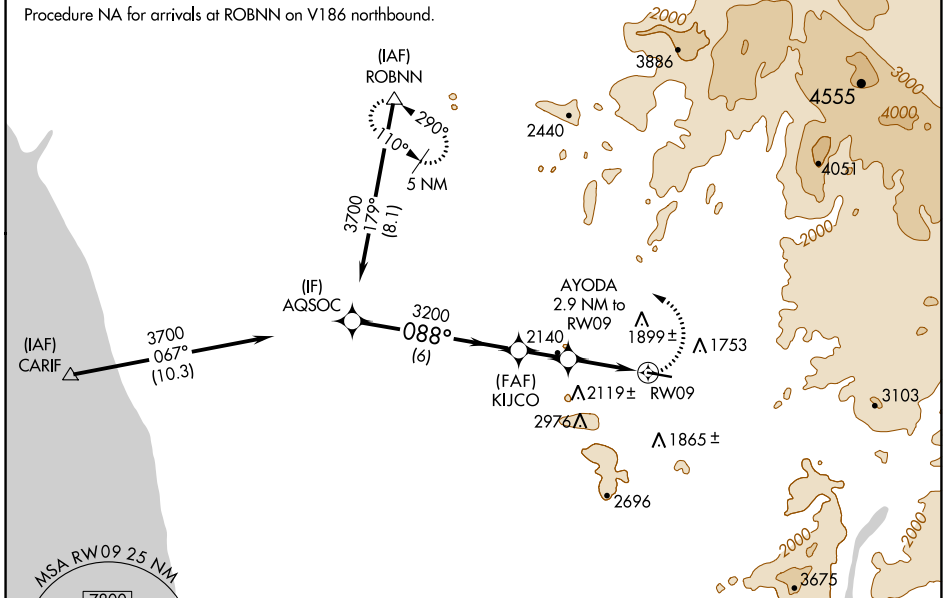 Procedure NA for arrivals at ROBNN on V186 northbound.
2000
3886
3000
4555
4000
(IAF)
ROBNN
290°
110°
5 NM
2440
4051
3700
179°
(8.1)
2000
(IF)
AQSOC
AYODA
2.9 NM to
RW09
3200
088°
(6)
2140
1899±
1753
3700
067°
(10.3)
(IAF)
CARIF
(FAF)
KIJCO
RW09
2119±
3103
2976
1865±
2696
MSA RW09 25 NM
2000
2000
3675